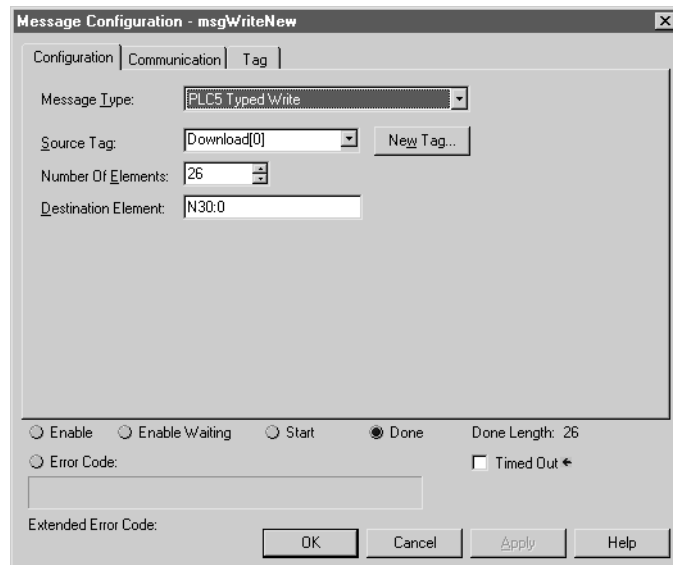 Message Configuration - msgWriteNew
Configuration Communication Tag
Message Type: PLC5 Typed Write
Source Tag: Download[0] New Tag...
Number Of Elements: 26
Destination Element: N30:0
Enable Enable Waiting Start Done Done Length: 26
Error Code: Timed Out
Extended Error Code:
OK Cancel Apply Help